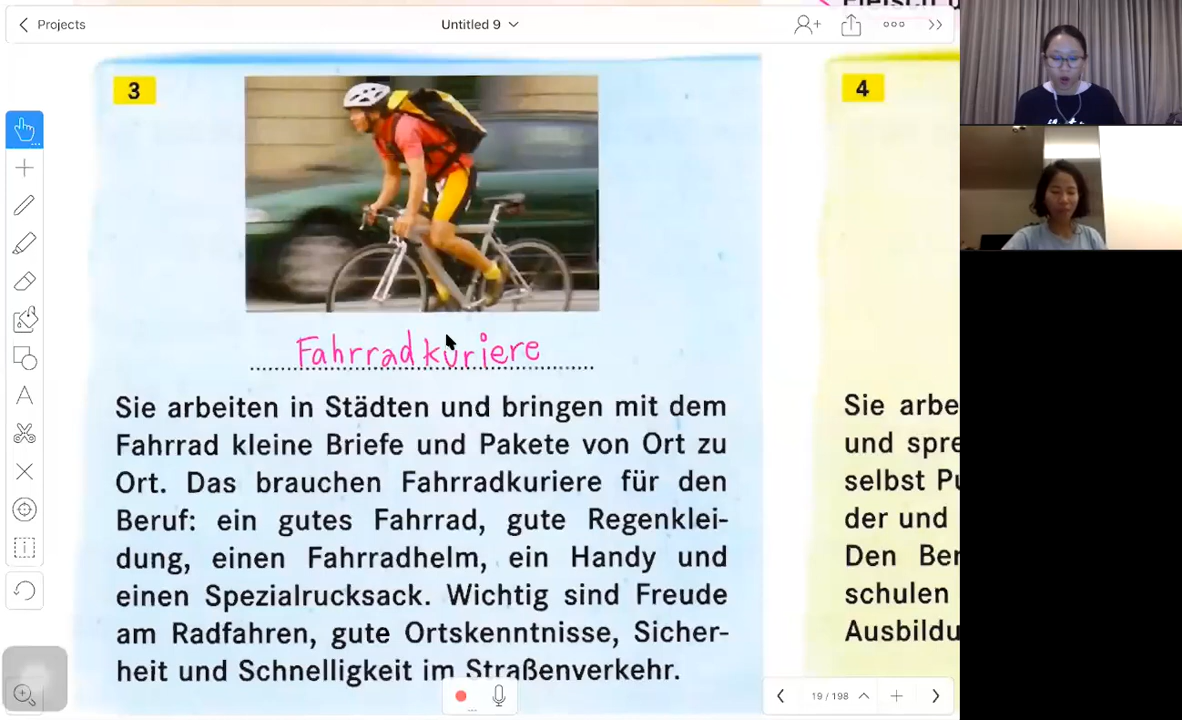 Fleisch
Projects
Untitled 9
3
4
Fahrradkuriere
Sie arbeiten in Städten und bringen mit dem
Fahrrad kleine Briefe und Pakete von Ort zu
Ort. Das brauchen Fahrradkuriere für den
Beruf: ein gutes Fahrrad, gute Regenklei-
dung, einen Fahrradhelm, ein Handy und
einen Spezialrucksack. Wichtig sind Freude
am Radfahren, gute Ortskenntnisse, Sicher-
heit und Schnelligkeit im Straßenverkehr.
Sie arbe
und spre
selbst Pu
der und
Den Ber
schulen
Ausbildu
19 / 198